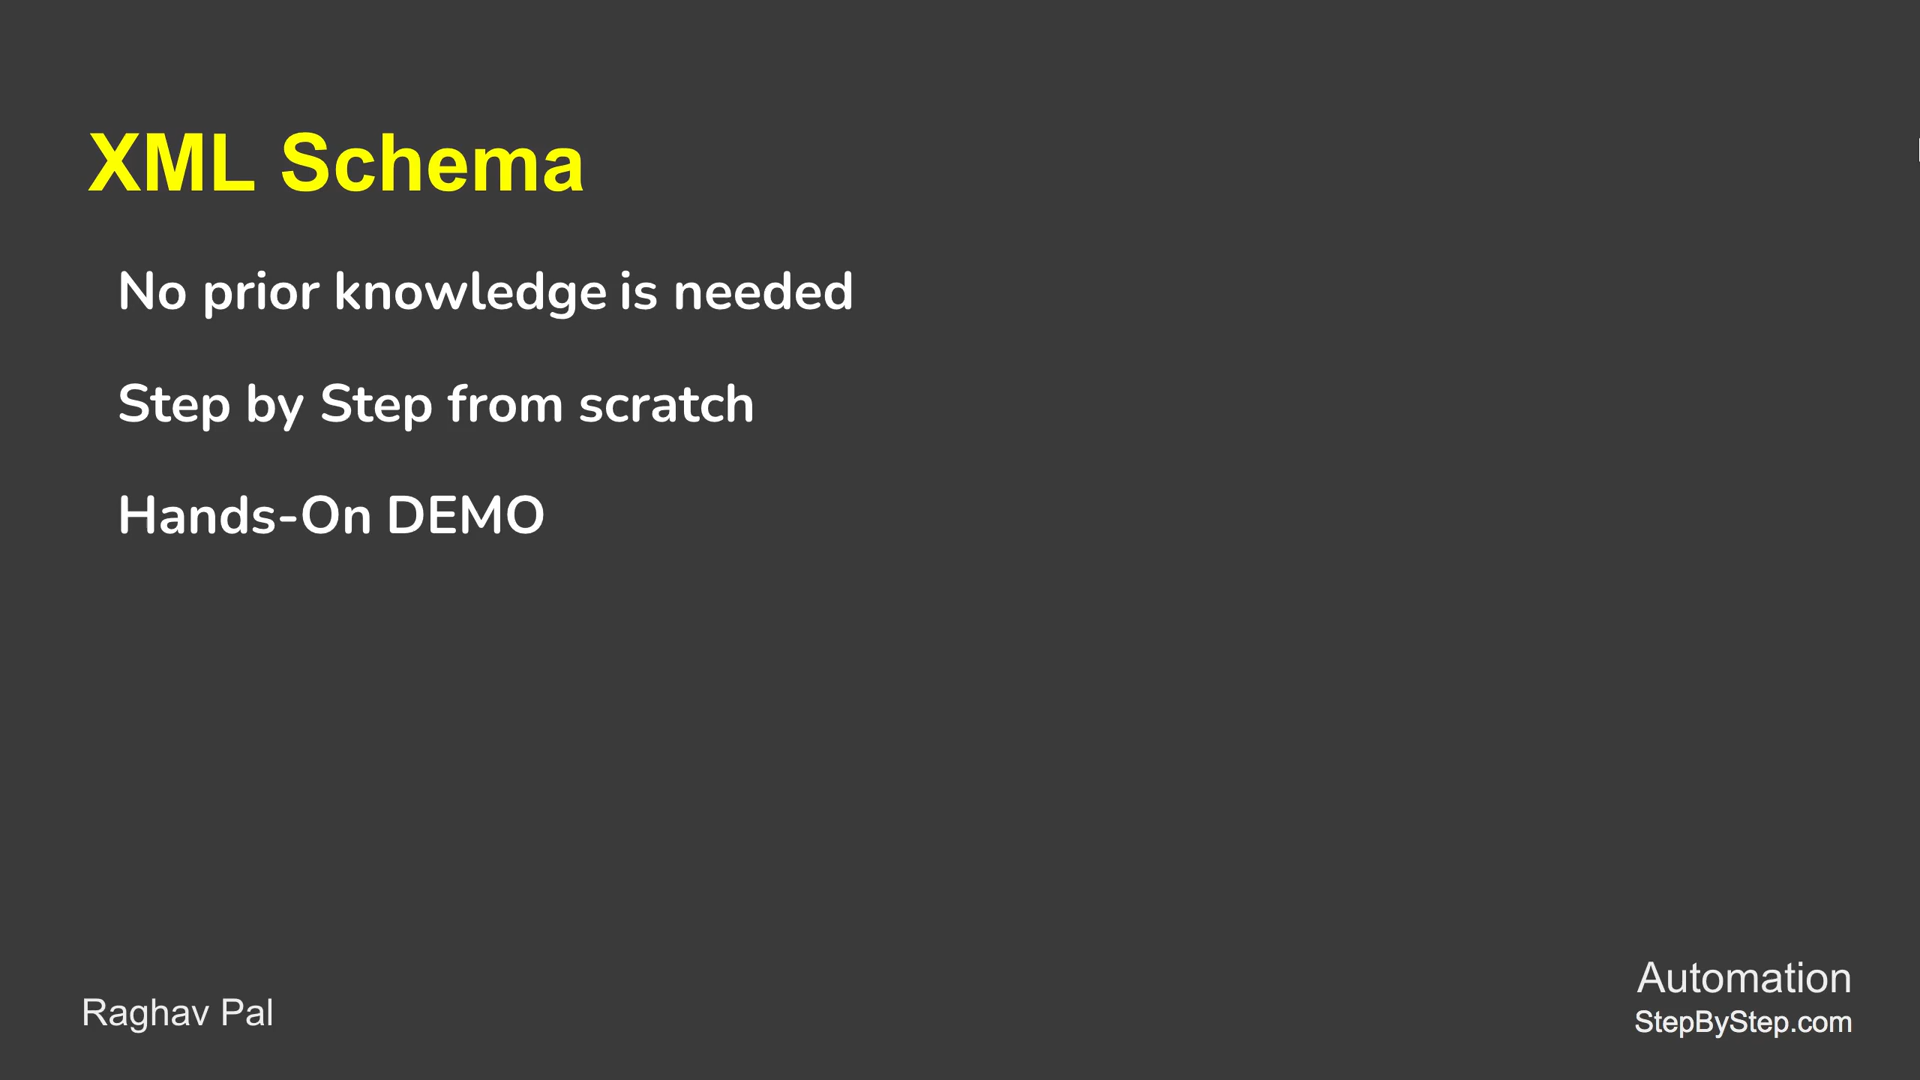 XML Schema
No prior knowledge is needed
Step by Step from scratch
Hands-On DEMO
Raghav Pal
Automation
StepByStep.com